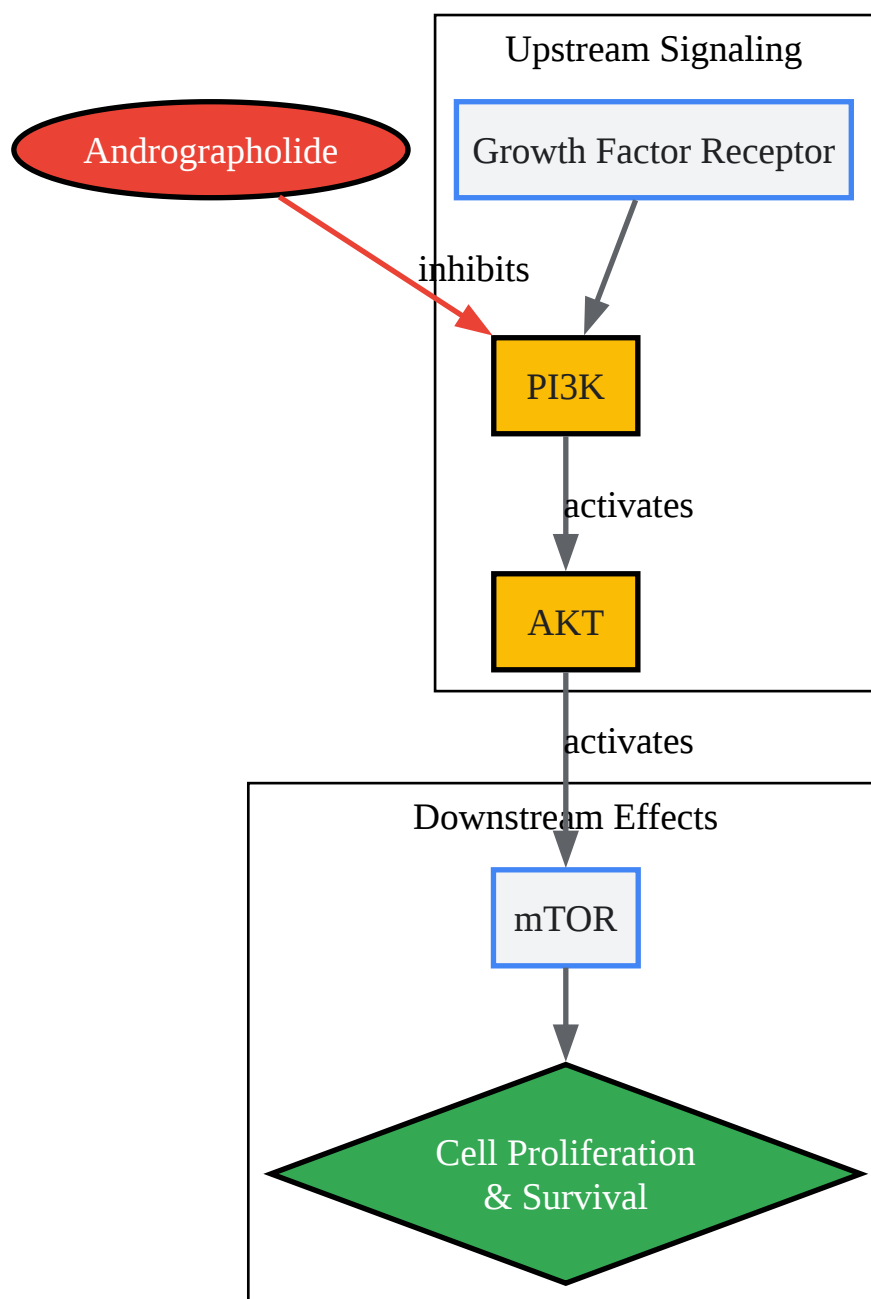 Upstream Signaling
Andrographolide
Growth Factor Receptor
inhibits
PI3K
activates
AKT
activates
Downstream Effects
mTOR
Cell Proliferation
& Survival